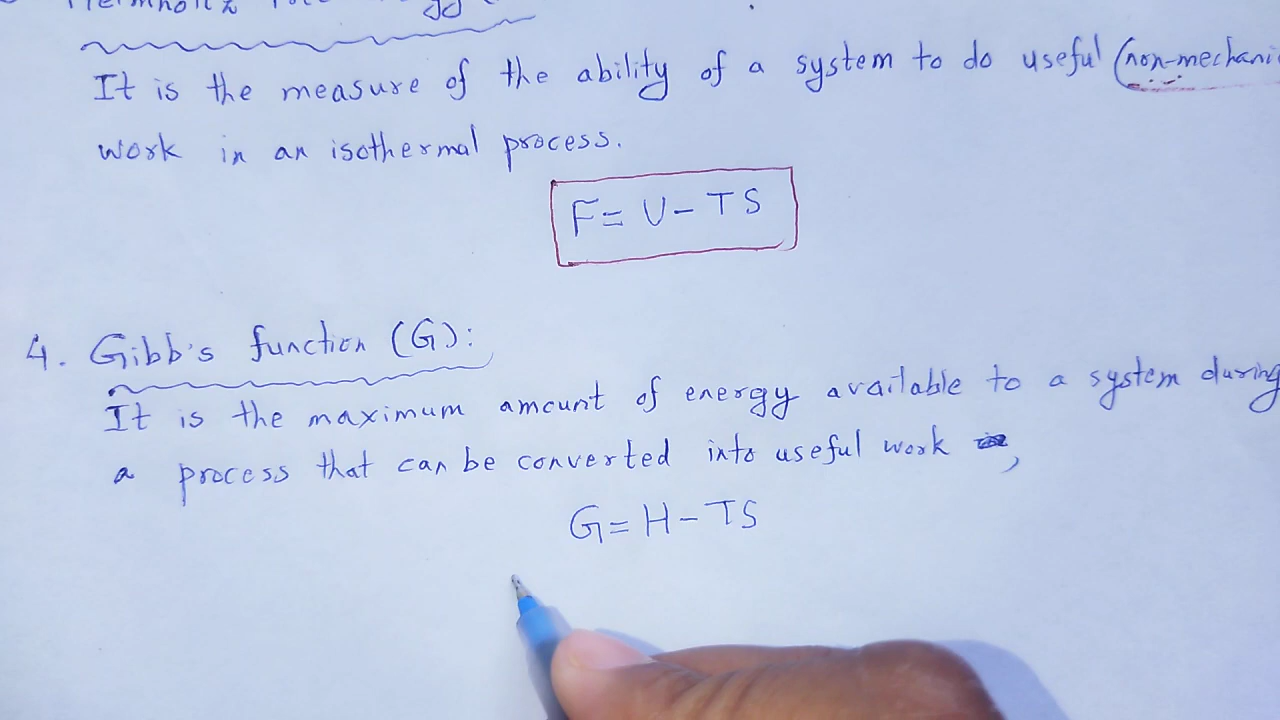 Helmholtz
It is the measure of the ability of a system to do useful (non-mechani
work in an isothermal process.
F= U- TS
4. Gibb's function (G):
It is the maximum amount of energy available to a system during
a process that can be converted into useful work ,
G= H- TS